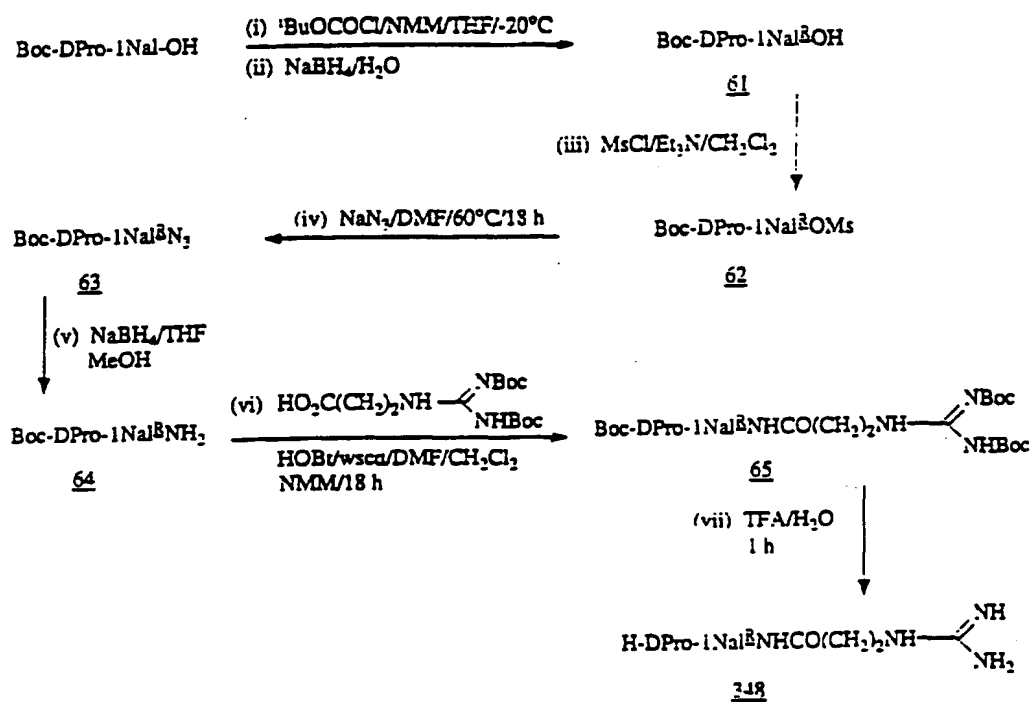 (i) ⁱBuOCOCl/NMM/THF/-20°C
Boc-DPro-1Nal-OH
Boc-DPro-1NalᴿOH
(ii) NaBH₄/H₂O
61
(iii) MsCl/Et₃N/CH₂Cl₂
(iv) NaN₃/DMF/60°C/18 h
Boc-DPro-1NalᴿN₃
Boc-DPro-1NalᴿOMs
63
62
(v) NaBH₄/THF
MeOH
(vi) HO₂C(CH₂)₂NH
NBoc
NHBoc
Boc-DPro-1NalᴿNH₂
64
HOBt/wscd/DMF/CH₂Cl₂
NMM/18 h
Boc-DPro-1NalᴿNHCO(CH₂)₂NH
NBoc
NHBoc
65
(vii) TFA/H₂O
1 h
H-DPro-1NalᴿNHCO(CH₂)₂NH
NH
NH₂
348